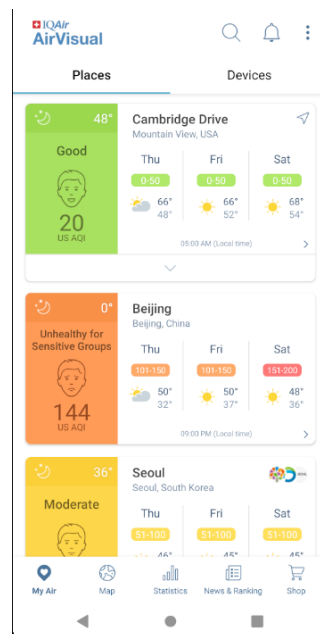 IQAir
AirVisual
Places
Devices
48°
Good
20
US AQI
Cambridge Drive
Mountain View, USA
Thu
Fri
Sat
0-50
0-50
0-50
66°
48°
66°
52°
68°
54°
05:00 AM (Local time)
0°
Unhealthy for
Sensitive Groups
144
US AQI
Beijing
Beijing, China
Thu
Fri
Sat
101-150
101-150
151-200
50°
32°
50°
37°
48°
36°
09:00 PM (Local time)
36°
Moderate
Seoul
Seoul, South Korea
Thu
Fri
Sat
51-100
51-100
51-100
46°
45°
45°
My Air
Map
Statistics
News & Ranking
Shop